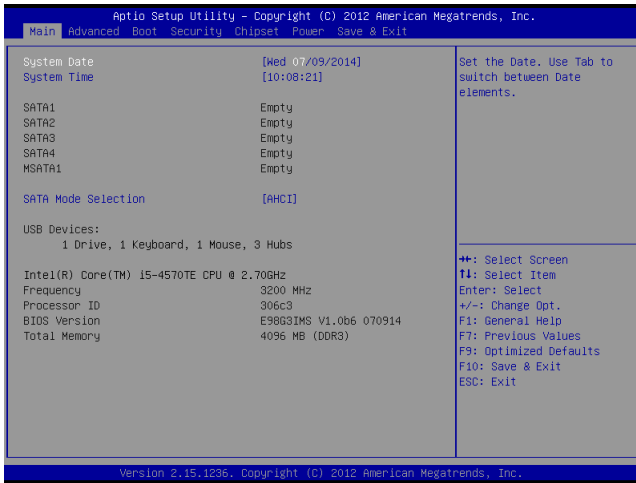 Aptio Setup Utility – Copyright (C) 2012 American Megatrends, Inc.
Main Advanced Boot Security Chipset Power Save & Exit
System Date [Wed 07/09/2014]
System Time [10:08:21]
SATA1 Empty
SATA2 Empty
SATA3 Empty
SATA4 Empty
MSATA1 Empty
SATA Mode Selection [AHCI]
USB Devices:
1 Drive, 1 Keyboard, 1 Mouse, 3 Hubs
Intel(R) Core(TM) i5-4570TE CPU @ 2.70GHz
Frequency 3200 MHz
Processor ID 306c3
BIOS Version E98G3IMS V1.0b6 070914
Total Memory 4096 MB (DDR3)
Set the Date. Use Tab to
switch between Date
elements.
→←: Select Screen
↑↓: Select Item
Enter: Select
+/-: Change Opt.
F1: General Help
F7: Previous Values
F9: Optimized Defaults
F10: Save & Exit
ESC: Exit
Version 2.15.1236. Copyright (C) 2012 American Megatrends, Inc.